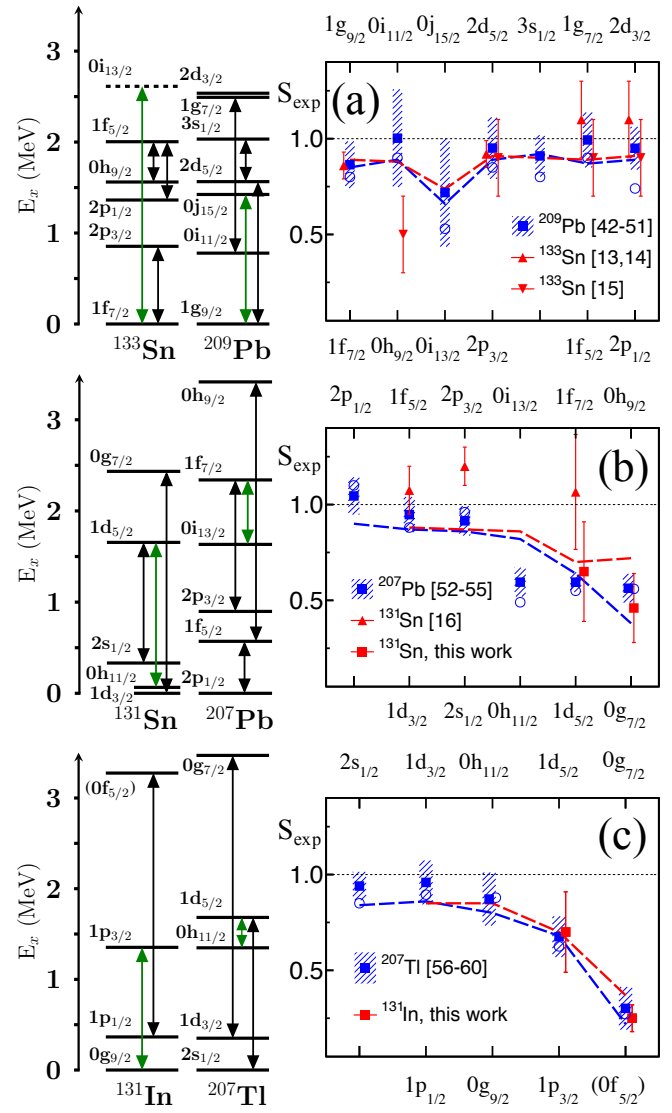 1g9/2 0i11/2 0j15/2 2d5/2 3s1/2 1g7/2 2d3/2
Ex (MeV)
3
2
1
0
0i13/2
1f5/2
0h9/2
2p1/2
2p3/2
1f7/2
133Sn
2d3/2
1g7/2
3s1/2
2d5/2
0j15/2
0i11/2
1g9/2
209Pb
Sexp
1.0
0.5
(a)
209Pb [42-51]
133Sn [13,14]
133Sn [15]
1f7/2 0h9/2 0i13/2 2p3/2 1f5/2 2p1/2
2p1/2 1f5/2 2p3/2 0i13/2 1f7/2 0h9/2
Ex (MeV)
3
2
1
0
0g7/2
1d5/2
2s1/2
0h11/2
1d3/2
131Sn
0h9/2
1f7/2
0i13/2
2p3/2
1f5/2
2p1/2
207Pb
Sexp
1.0
0.5
(b)
207Pb [52-55]
131Sn [16]
131Sn, this work
1d3/2 2s1/2 0h11/2 1d5/2 0g7/2
2s1/2 1d3/2 0h11/2 1d5/2 0g7/2
Ex (MeV)
3
2
1
0
(0f5/2)
1p3/2
1p1/2
0g9/2
131In
0g7/2
1d5/2
0h11/2
1d3/2
2s1/2
207Tl
Sexp
1.0
0.5
(c)
207Tl [56-60]
131In, this work
1p1/2 0g9/2 1p3/2 (0f5/2)